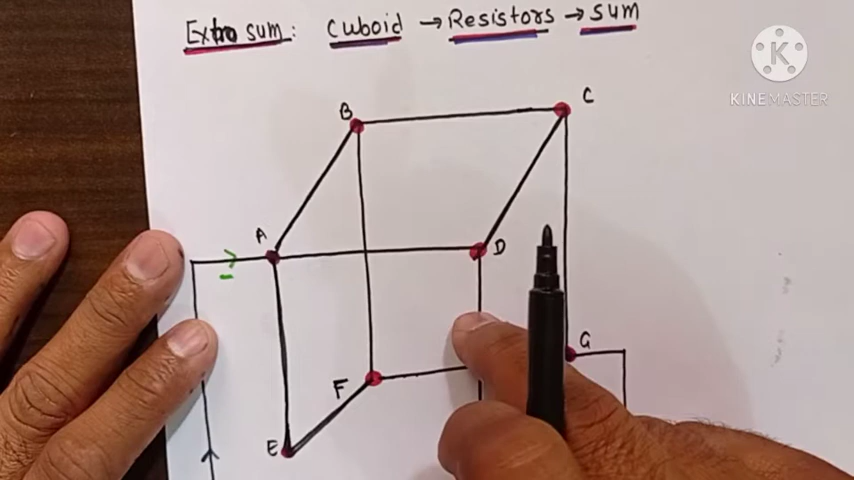 Extra sum: Cuboid → Resistors → Sum
KINEMASTER
B
C
A
D
G
F
E